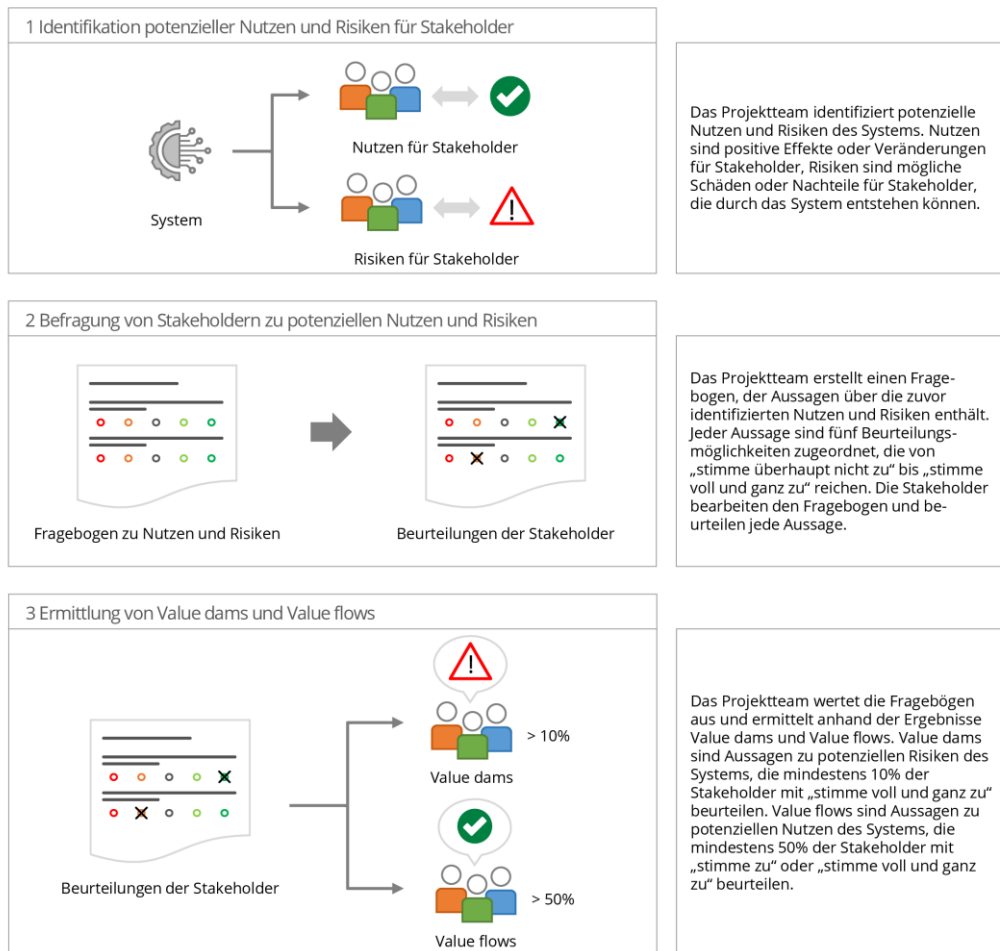 1 Identifikation potenzieller Nutzen und Risiken für Stakeholder
System
Nutzen für Stakeholder
Risiken für Stakeholder
Das Projektteam identifiziert potenzielle
Nutzen und Risiken des Systems. Nutzen
sind positive Effekte oder Veränderungen
für Stakeholder, Risiken sind mögliche
Schäden oder Nachteile für Stakeholder,
die durch das System entstehen können.
2 Befragung von Stakeholdern zu potenziellen Nutzen und Risiken
Fragebogen zu Nutzen und Risiken
Beurteilungen der Stakeholder
Das Projektteam erstellt einen Frage-
bogen, der Aussagen über die zuvor
identifizierten Nutzen und Risiken enthält.
Jeder Aussage sind fünf Beurteilungs-
möglichkeiten zugeordnet, die von
„stimme überhaupt nicht zu“ bis „stimme
voll und ganz zu“ reichen. Die Stakeholder
bearbeiten den Fragebogen und be-
urteilen jede Aussage.
3 Ermittlung von Value dams und Value flows
Beurteilungen der Stakeholder
!
> 10%
Value dams
> 50%
Value flows
Das Projektteam wertet die Fragebögen
aus und ermittelt anhand der Ergebnisse
Value dams und Value flows. Value dams
sind Aussagen zu potenziellen Risiken des
Systems, die mindestens 10% der
Stakeholder mit „stimme voll und ganz zu“
beurteilen. Value flows sind Aussagen zu
potenziellen Nutzen des Systems, die
mindestens 50% der Stakeholder mit
„stimme zu“ oder „stimme voll und ganz
zu“ beurteilen.